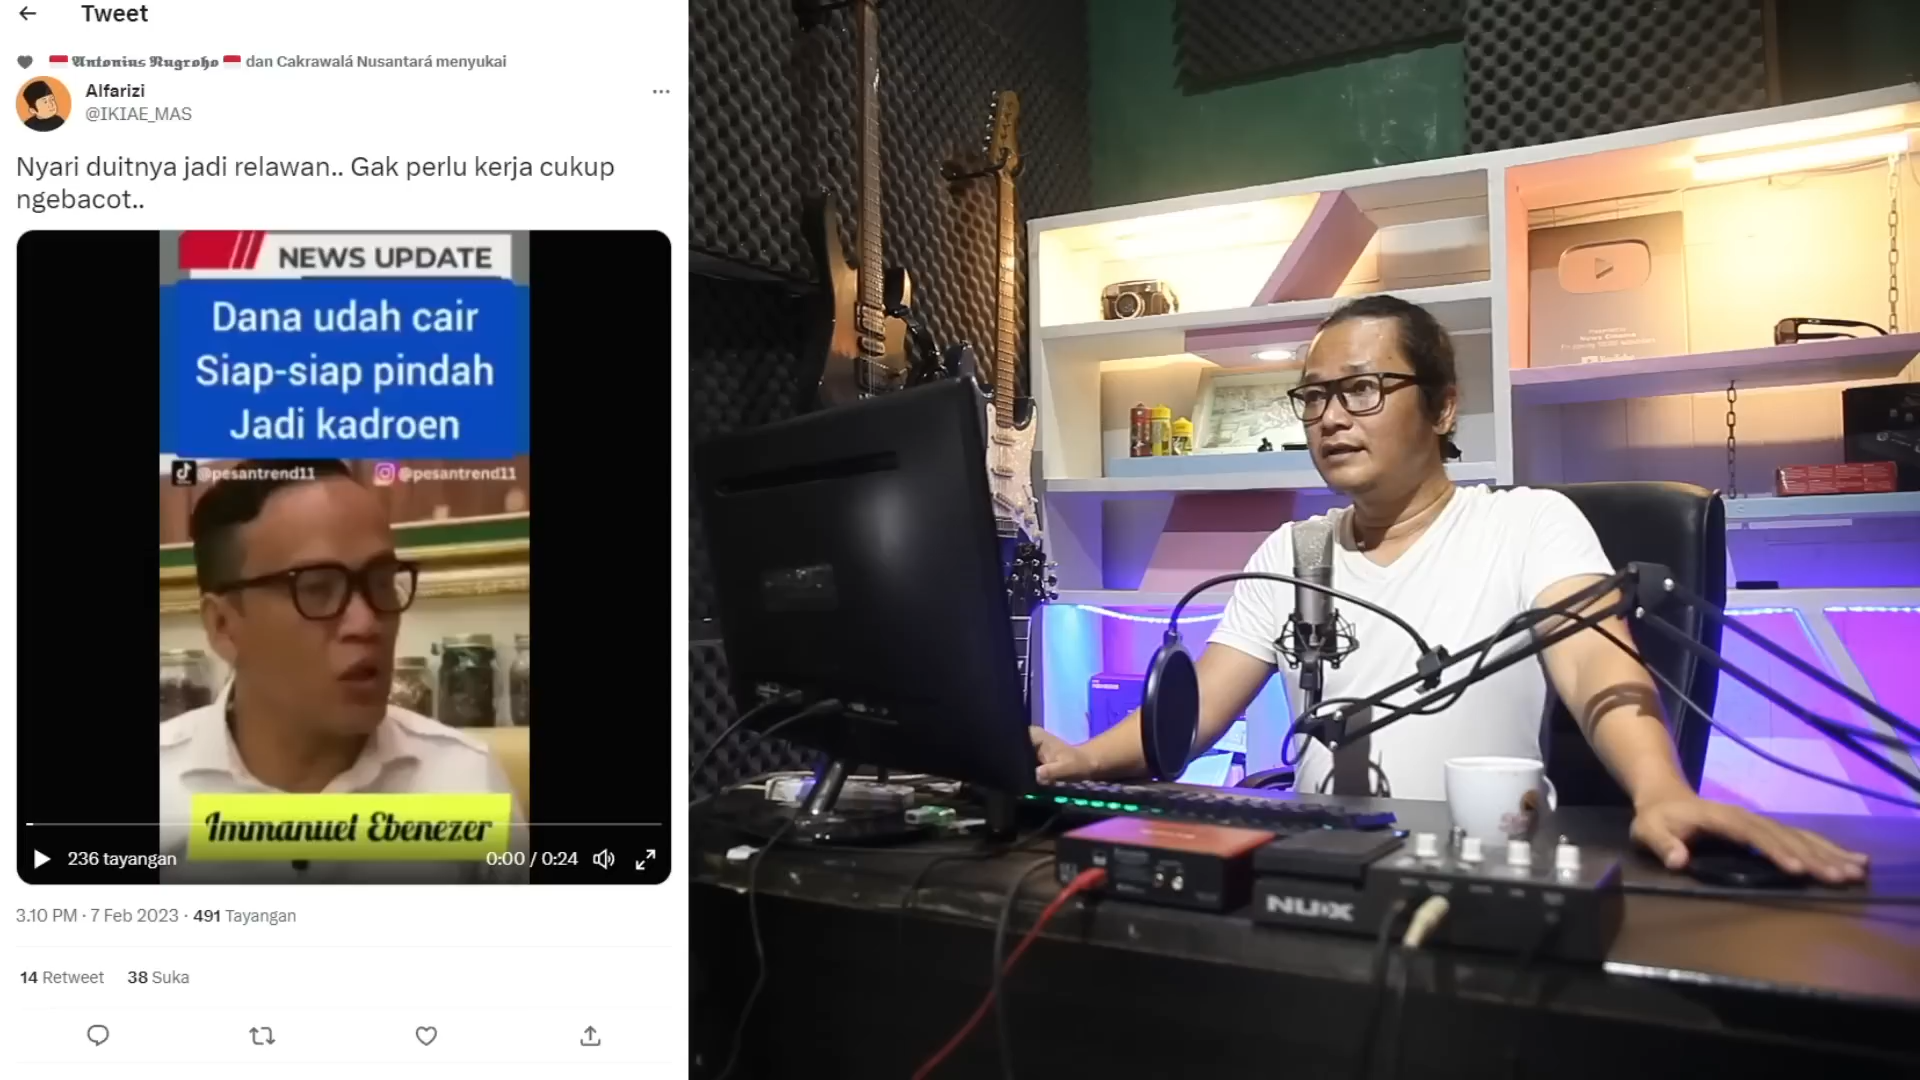 Tweet
Antonius Nugroho dan Cakrawalá Nusantará menyukai
Alfarizi
@IKIAE_MAS
Nyari duitnya jadi relawan.. Gak perlu kerja cukup
ngebacot..
NEWS UPDATE
Dana udah cair
Siap-siap pindah
Jadi kadroen
@pesantrend11 @pesantrend11
Immanuel Ebenezer
236 tayangan
0:00 / 0:24
3.10 PM · 7 Feb 2023 · 491 Tayangan
14 Retweet 38 Suka
NUX